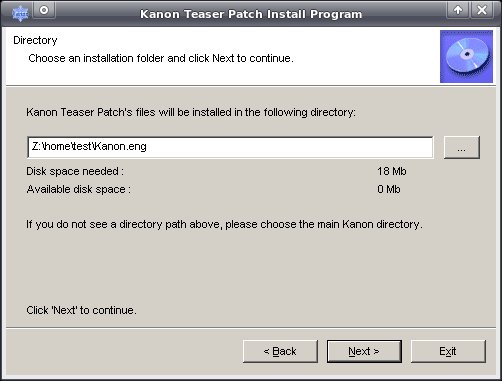 Kanon Teaser Patch Install Program
Directory
Choose an installation folder and click Next to continue.
Kanon Teaser Patch's files will be installed in the following directory:
Z:\home\test\Kanon.eng
...
Disk space needed : 18 Mb
Available disk space : 0 Mb
If you do not see a directory path above, please choose the main Kanon directory.
Click 'Next' to continue.
< Back Next > Exit